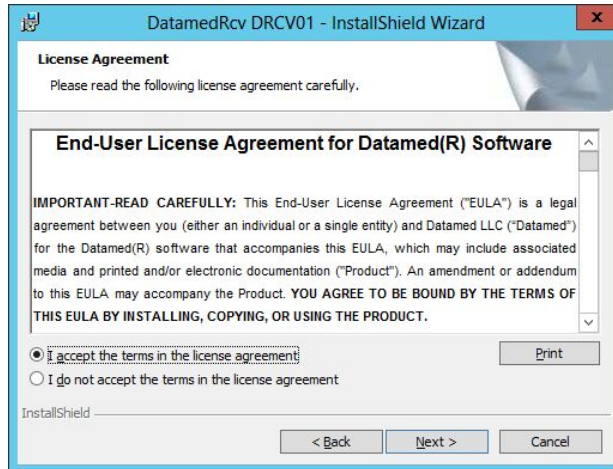 DatamedRcv DRCV01 - InstallShield Wizard
x
License Agreement
Please read the following license agreement carefully.
End-User License Agreement for Datamed(R) Software
IMPORTANT-READ CAREFULLY: This End-User License Agreement ("EULA") is a legal
agreement between you (either an individual or a single entity) and Datamed LLC (“Datamed”)
for the Datamed(R) software that accompanies this EULA, which may include associated
media and printed and/or electronic documentation ("Product"). An amendment or addendum
to this EULA may accompany the Product. YOU AGREE TO BE BOUND BY THE TERMS OF
THIS EULA BY INSTALLING, COPYING, OR USING THE PRODUCT.
I accept the terms in the license agreement
Print
I do not accept the terms in the license agreement
InstallShield
< Back
Next >
Cancel